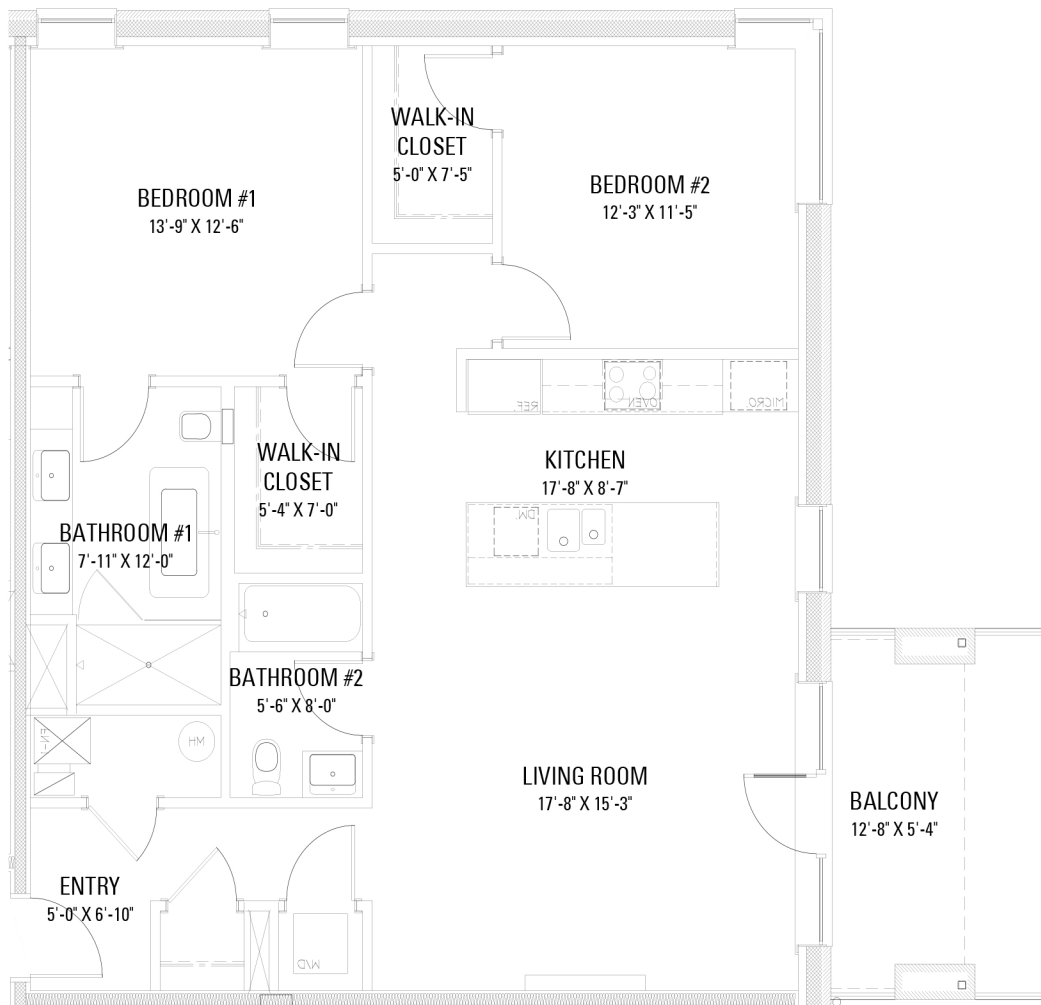 WALK-IN
CLOSET
5'-0" X 7'-5"
BEDROOM #1
13'-9" X 12'-6"
BEDROOM #2
12'-3" X 11'-5"
REF.
OVEN
MICRO.
WALK-IN
CLOSET
5'-4" X 7'-0"
KITCHEN
17'-8" X 8'-7"
DW.
BATHROOM #1
7'-11" X 12'-0"
BATHROOM #2
5'-6" X 8'-0"
WH
LIVING ROOM
17'-8" X 15'-3"
BALCONY
12'-8" X 5'-4"
ENTRY
5'-0" X 6'-10"
W/D